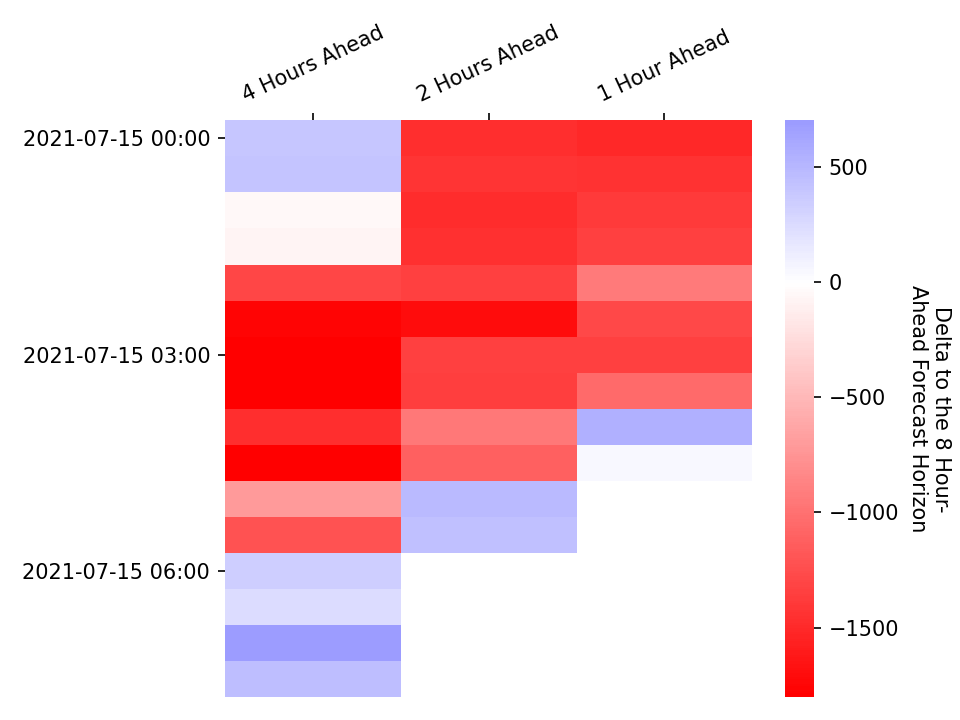 4 Hours Ahead
2 Hours Ahead
1 Hour Ahead
2021-07-15 00:00
2021-07-15 03:00
2021-07-15 06:00
500
0
−500
−1000
−1500
Delta to the 8 Hour-
Ahead Forecast Horizon